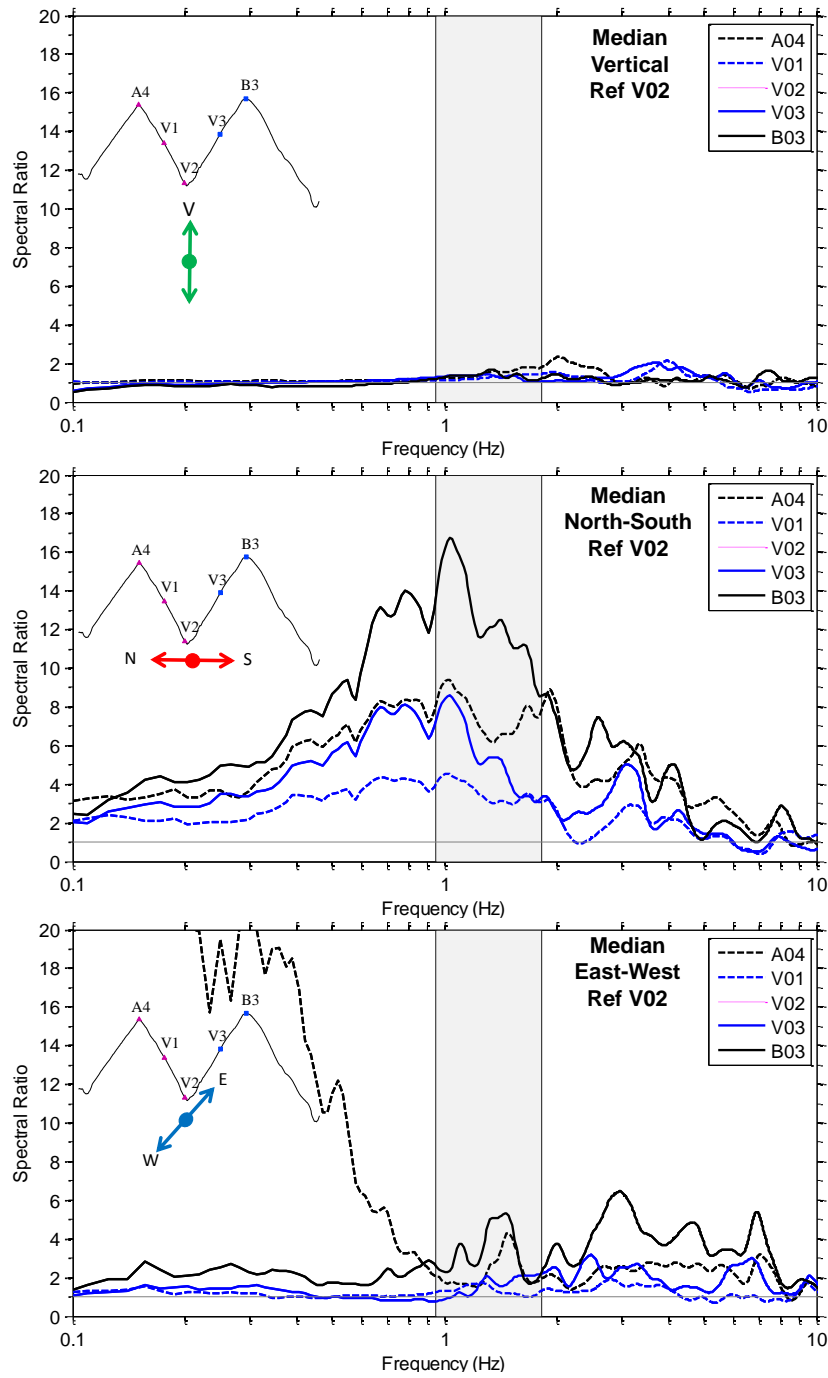 20
18
16
14
12
10
8
6
4
2
0
Spectral Ratio
0.1
1
10
Frequency (Hz)
Median
Vertical
Ref V02
A04
V01
V02
V03
B03
A4
B3
V1
V3
V2
V
20
18
16
14
12
10
8
6
4
2
0
Spectral Ratio
0.1
1
10
Frequency (Hz)
Median
North-South
Ref V02
A04
V01
V02
V03
B03
A4
B3
V1
V3
V2
N
S
20
18
16
14
12
10
8
6
4
2
0
Spectral Ratio
0.1
1
10
Frequency (Hz)
Median
East-West
Ref V02
A04
V01
V02
V03
B03
A4
B3
V1
V3
V2
E
W